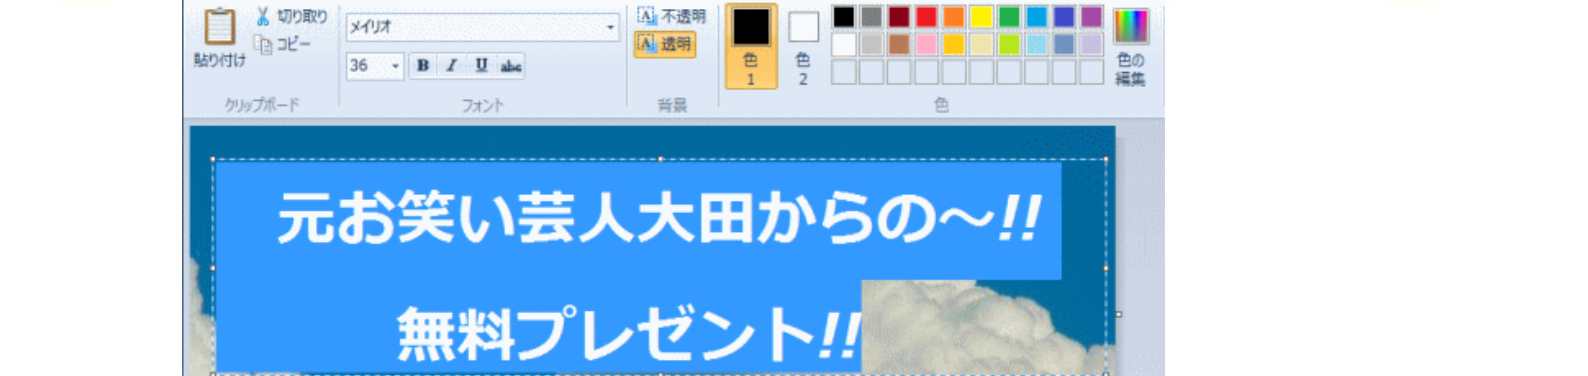 切り取り
コピー
貼り付け
クリップボード
メイリオ
36
B I U abc
フォント
不透明
透明
背景
色
1
色
2
色の
編集
色
元お笑い芸人大田からの～!!
無料プレゼント!!